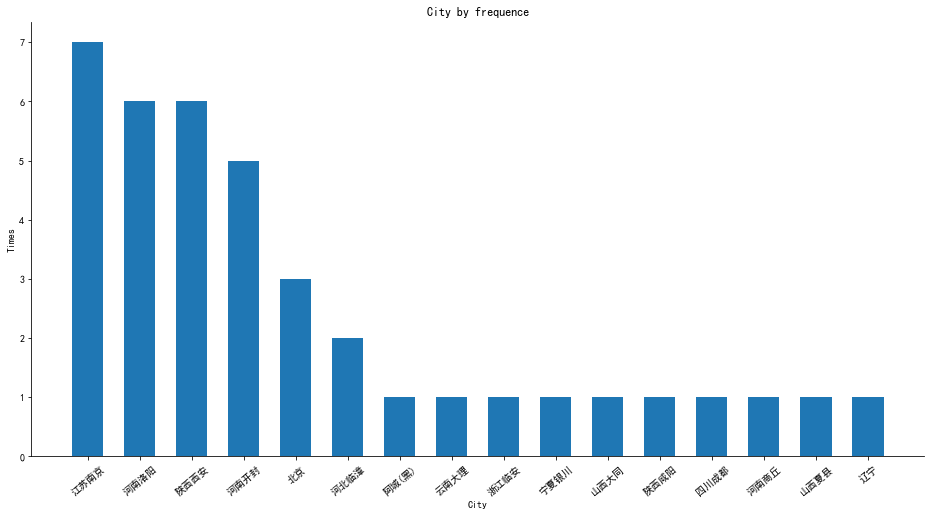 City by frequence
7
6
5
4
3
2
1
0
Times
江苏南京
河南洛阳
陕西西安
河南开封
北京
河北临漳
阿城(黑)
云南大理
浙江临安
宁夏银川
山西大同
陕西咸阳
四川成都
河南商丘
山西夏县
辽宁
City